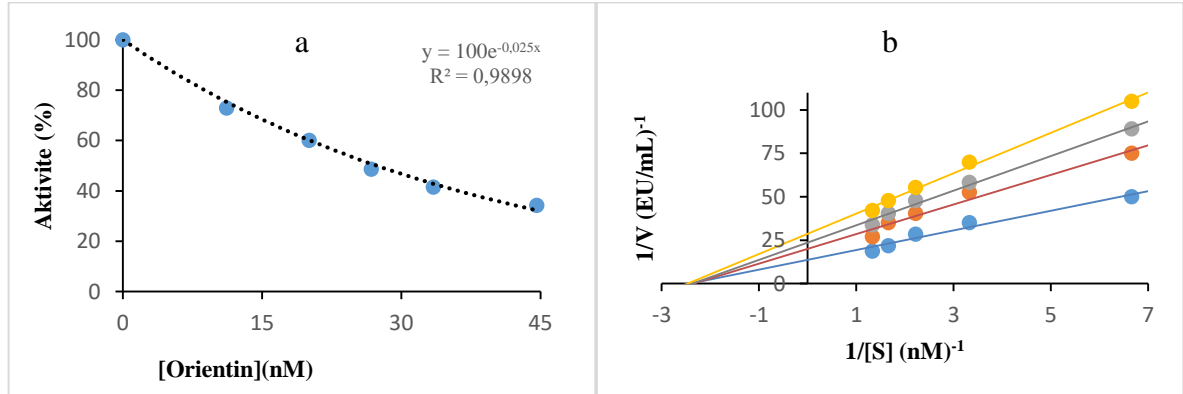 a
y = 100e^-0,025x
R² = 0,9898
100
80
60
40
20
0
0 15 30 45
Aktivite (%)
[Orientin](nM)
b
100
75
50
25
0
-3 -1 1 3 5 7
1/V (EU/mL)^-1
1/[S] (nM)^-1